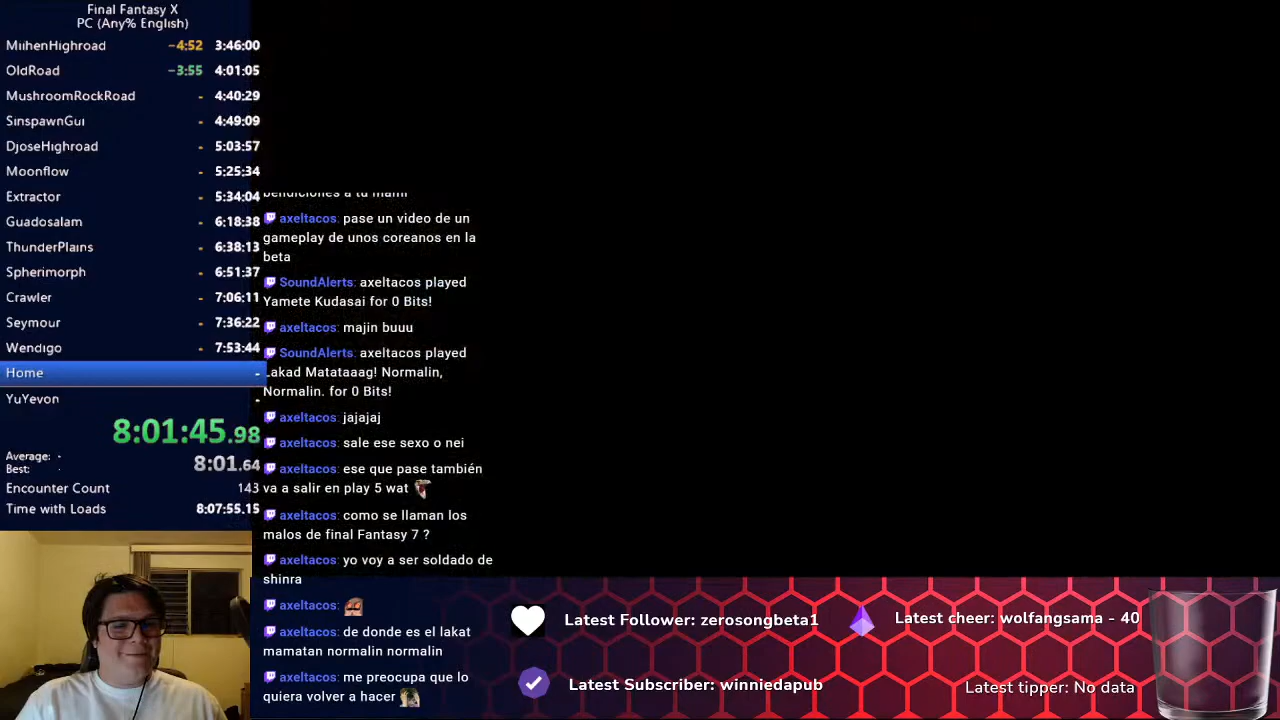 Final Fantasy X
PC (Any% English)
MiihenHighroad -4:52 3:46:00
OldRoad -3:55 4:01:05
MushroomRockRoad - 4:40:29
SinspawnGui - 4:49:09
DjoseHighroad - 5:03:57
Moonflow - 5:25:34
Extractor - 5:34:04
Guadosalam - 6:18:38
ThunderPlains - 6:38:13
Spherimorph - 6:51:37
Crawler - 7:06:11
Seymour - 7:36:22
Wendigo - 7:53:44
Home -
YuYevon -
8:01:45.98
Average: -
Best: -
8:01.64
Encounter Count 143
Time with Loads 8:07:55.15
bendiciones a tu mami
axeltacos: pase un video de un
gameplay de unos coreanos en la
beta
SoundAlerts: axeltacos played
Yamete Kudasai for 0 Bits!
axeltacos: majin buuu
SoundAlerts: axeltacos played
Lakad Matataaag! Normalin,
Normalin. for 0 Bits!
axeltacos: jajajaj
axeltacos: sale ese sexo o nei
axeltacos: ese que pase también
va a salir en play 5 wat
axeltacos: como se llaman los
malos de final Fantasy 7 ?
axeltacos: yo voy a ser soldado de
shinra
axeltacos:
axeltacos: de donde es el lakat
mamatan normalin normalin
axeltacos: me preocupa que lo
quiera volver a hacer
Latest Follower: zerosongbeta1
Latest cheer: wolfangsama - 40
Latest Subscriber: winniedapub
Latest tipper: No data